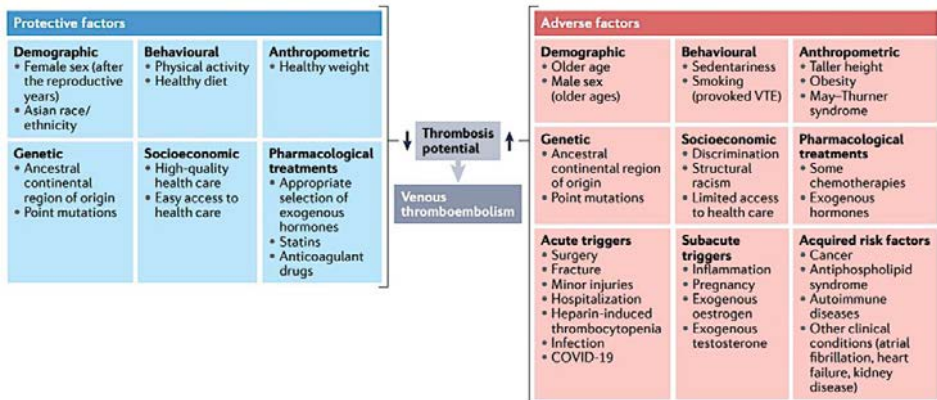 Protective factors
Demographic
• Female sex (after
the reproductive
years)
• Asian race/
ethnicity
Behavioural
• Physical activity
• Healthy diet
Anthropometric
• Healthy weight
Genetic
• Ancestral
continental
region of origin
• Point mutations
Socioeconomic
• High-quality
health care
• Easy access to
health care
Pharmacological
treatments
• Appropriate
selection of
exogenous
hormones
• Statins
• Anticoagulant
drugs
Thrombosis
potential
Venous
thromboembolism
Adverse factors
Demographic
• Older age
• Male sex
(older ages)
Behavioural
• Sedentariness
• Smoking
(provoked VTE)
Anthropometric
• Taller height
• Obesity
• May–Thurner
syndrome
Genetic
• Ancestral
continental region
of origin
• Point mutations
Socioeconomic
• Discrimination
• Structural
racism
• Limited access
to health care
Pharmacological
treatments
• Some
chemotherapies
• Exogenous
hormones
Acute triggers
• Surgery
• Fracture
• Minor injuries
• Hospitalization
• Heparin-induced
thrombocytopenia
• Infection
• COVID-19
Subacute
triggers
• Inflammation
• Pregnancy
• Exogenous
oestrogen
• Exogenous
testosterone
Acquired risk factors
• Cancer
• Antiphospholipid
syndrome
• Autoimmune
diseases
• Other clinical
conditions (atrial
fibrillation, heart
failure, kidney
disease)